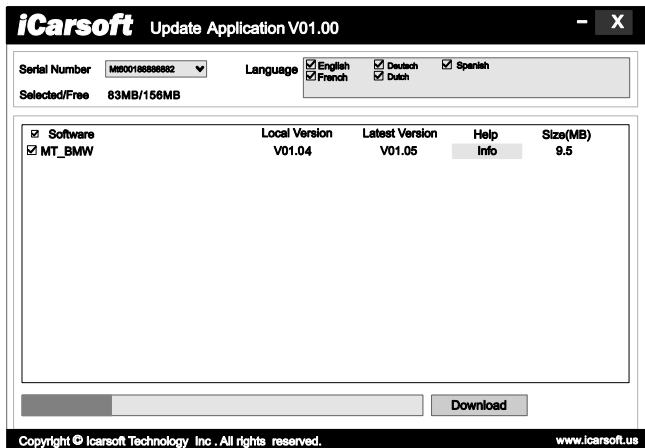 iCarsoft Update Application V01.00 – X
Serial Number Mt600186886882 Language English Deutsch Spanish
French Dutch
Selected/Free 83MB/156MB
Software Local Version Latest Version Help Size(MB)
MT_BMW V01.04 V01.05 Info 9.5
Download
Copyright © Icarsoft Technology Inc . All rights reserved. www.icarsoft.us